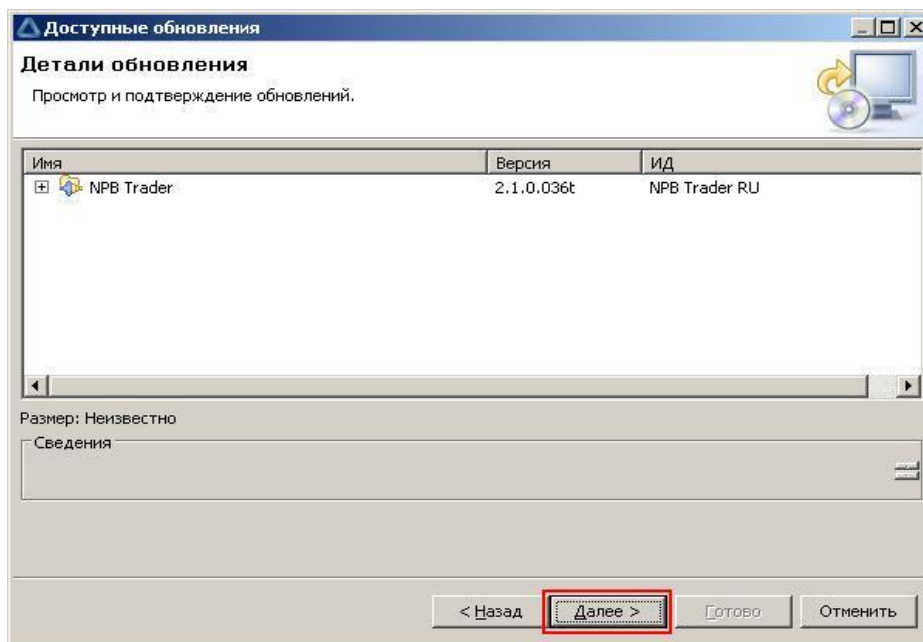 Доступные обновления
Детали обновления
Просмотр и подтверждение обновлений.
Имя Версия ИД
NPB Trader 2.1.0.036t NPB Trader RU
Размер: Неизвестно
Сведения
< Назад Далее > Готово Отменить